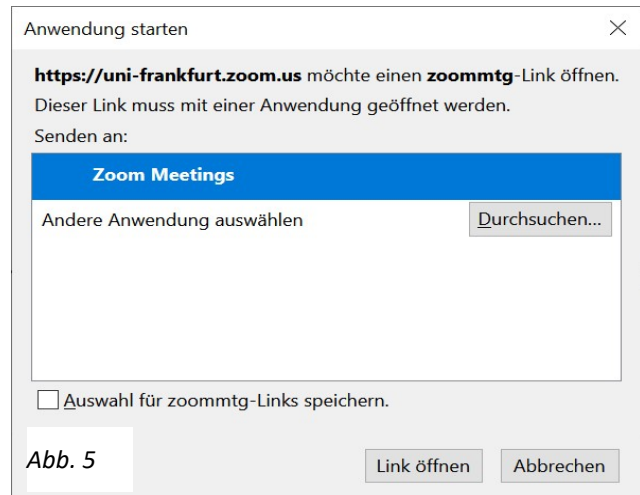 Anwendung starten
https://uni-frankfurt.zoom.us möchte einen zoommtg-Link öffnen.
Dieser Link muss mit einer Anwendung geöffnet werden.
Senden an:
Zoom Meetings
Andere Anwendung auswählen Durchsuchen...
Auswahl für zoommtg-Links speichern.
Abb. 5 Link öffnen Abbrechen